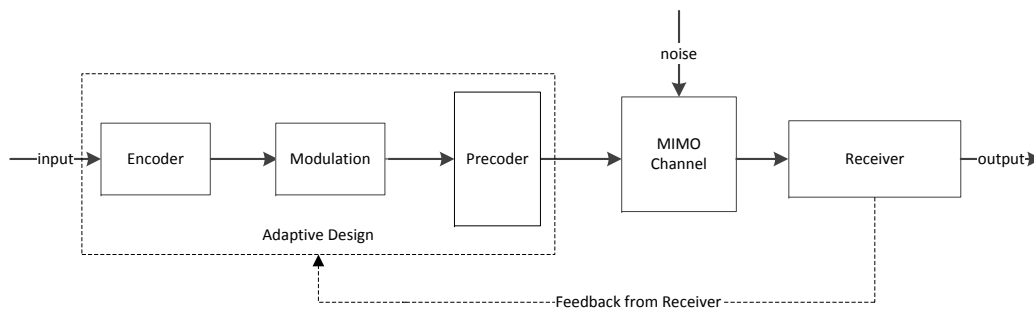 noise
input
Encoder
Modulation
Precoder
MIMO
Channel
Receiver
output
Adaptive Design
Feedback from Receiver